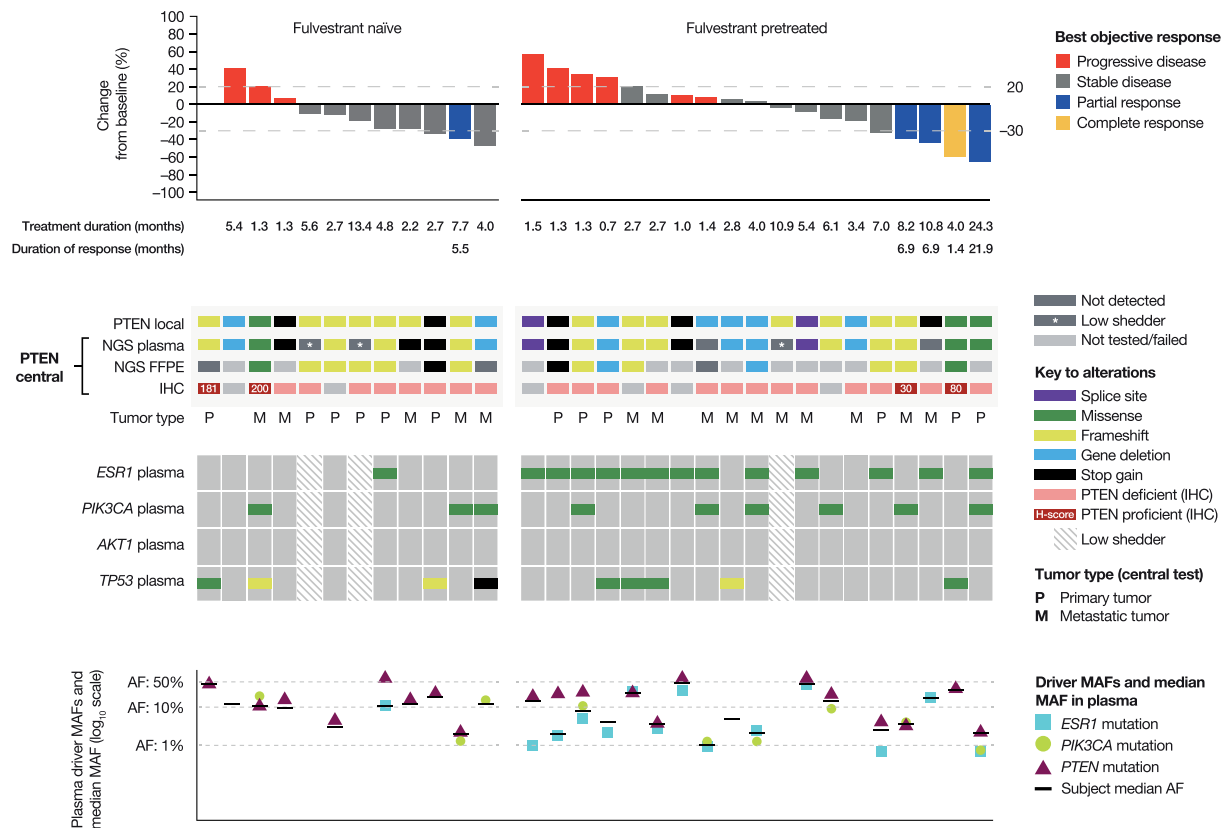 Fulvestrant naïve
Fulvestrant pretreated
Change
from baseline (%)
100
80
60
40
20
0
−20
−40
−60
−80
−100
20
−30
Best objective response
Progressive disease
Stable disease
Partial response
Complete response
Treatment duration (months)
5.4 1.3 1.3 5.6 2.7 13.4 4.8 2.2 2.7 7.7 4.0
1.5 1.3 1.3 0.7 2.7 2.7 1.0 1.4 2.8 4.0 10.9 5.4 6.1 3.4 7.0 8.2 10.8 4.0 24.3
Duration of response (months)
5.5
6.9 6.9 1.4 21.9
PTEN
central
PTEN local
NGS plasma
* * *
NGS FFPE
IHC
181 200 30 80
Tumor type
P M M P P P P M P M M
P P P M M M M M M P M M P P
Not detected
* Low shedder
Not tested/failed
Key to alterations
Splice site
Missense
Frameshift
Gene deletion
Stop gain
PTEN deficient (IHC)
H-score PTEN proficient (IHC)
Low shedder
Tumor type (central test)
P Primary tumor
M Metastatic tumor
ESR1 plasma
PIK3CA plasma
AKT1 plasma
TP53 plasma
Plasma driver MAFs and
median MAF (log10 scale)
AF: 50%
AF: 10%
AF: 1%
Driver MAFs and median
MAF in plasma
ESR1 mutation
PIK3CA mutation
PTEN mutation
Subject median AF